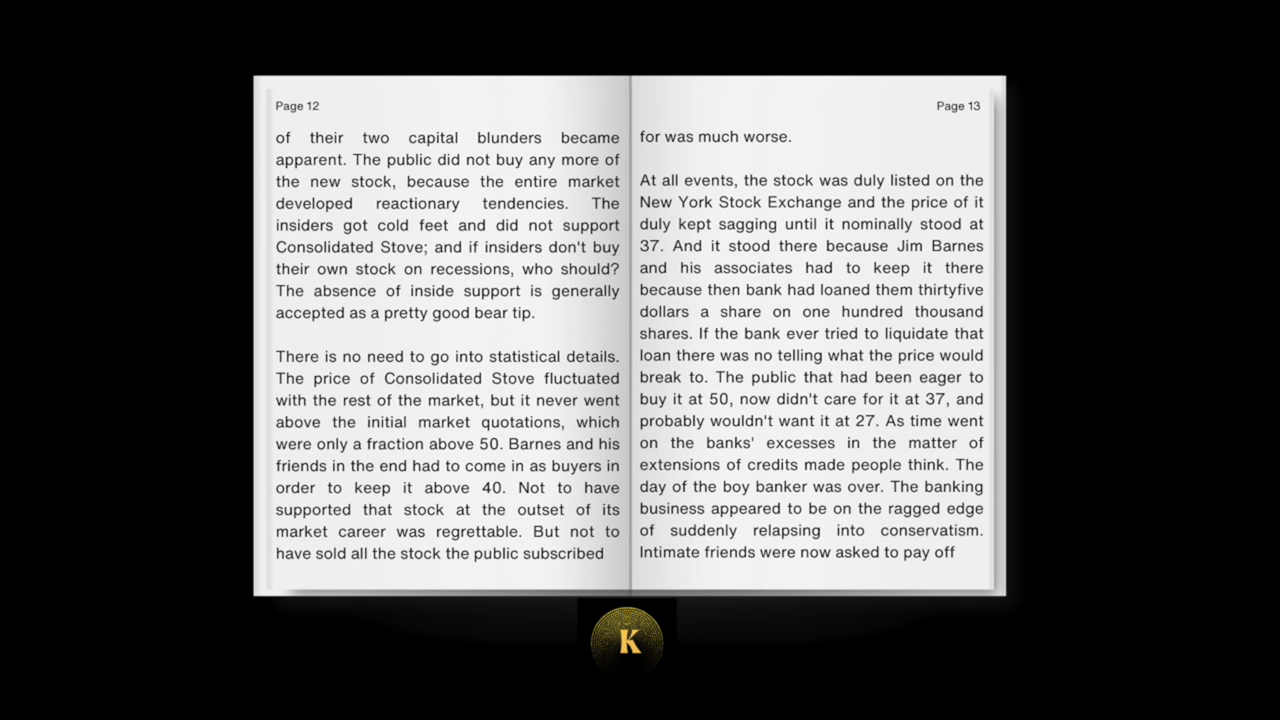 Page 12
of their two capital blunders became
apparent. The public did not buy any more of
the new stock, because the entire market
developed reactionary tendencies. The
insiders got cold feet and did not support
Consolidated Stove; and if insiders don't buy
their own stock on recessions, who should?
The absence of inside support is generally
accepted as a pretty good bear tip.
There is no need to go into statistical details.
The price of Consolidated Stove fluctuated
with the rest of the market, but it never went
above the initial market quotations, which
were only a fraction above 50. Barnes and his
friends in the end had to come in as buyers in
order to keep it above 40. Not to have
supported that stock at the outset of its
market career was regrettable. But not to
have sold all the stock the public subscribed
Page 13
for was much worse.
At all events, the stock was duly listed on the
New York Stock Exchange and the price of it
duly kept sagging until it nominally stood at
37. And it stood there because Jim Barnes
and his associates had to keep it there
because then bank had loaned them thirtyfive
dollars a share on one hundred thousand
shares. If the bank ever tried to liquidate that
loan there was no telling what the price would
break to. The public that had been eager to
buy it at 50, now didn't care for it at 37, and
probably wouldn't want it at 27. As time went
on the banks' excesses in the matter of
extensions of credits made people think. The
day of the boy banker was over. The banking
business appeared to be on the ragged edge
of suddenly relapsing into conservatism.
Intimate friends were now asked to pay off
K